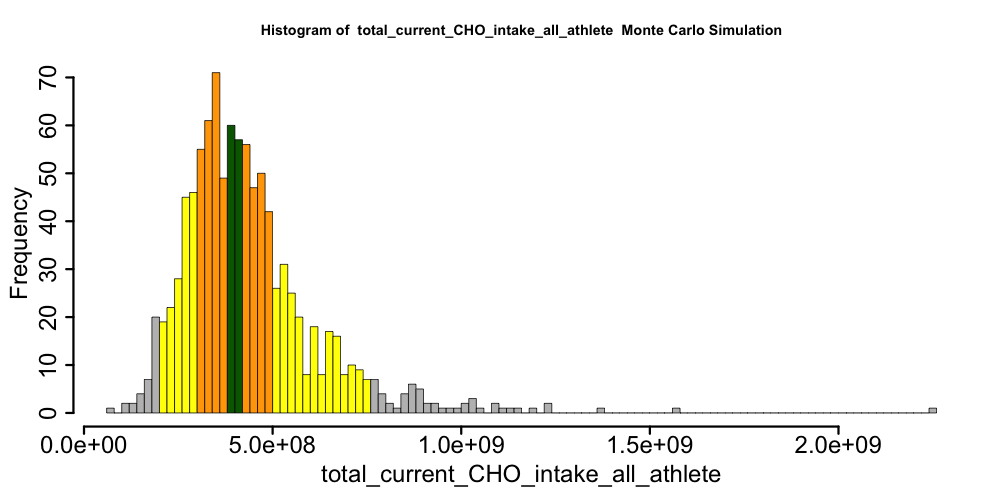 Histogram of  total_current_CHO_intake_all_athlete  Monte Carlo Simulation
Frequency
70
60
50
40
30
20
10
0
0.0e+00 5.0e+08 1.0e+09 1.5e+09 2.0e+09
total_current_CHO_intake_all_athlete